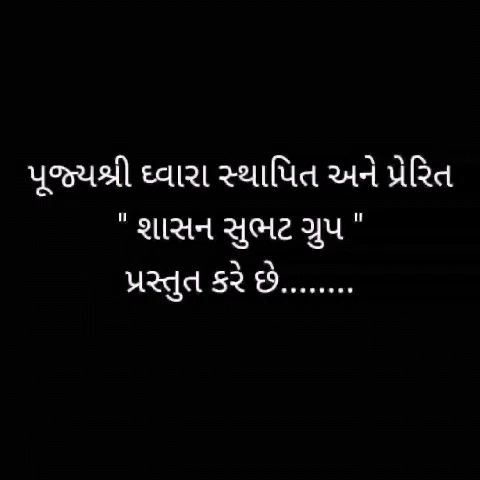 પૂજ્યશ્રી ઘ્વારા સ્થાપિત અને પ્રેરિત
" શાસન સુભટ ગ્રુપ "
પ્રસ્તુત કરે છે........